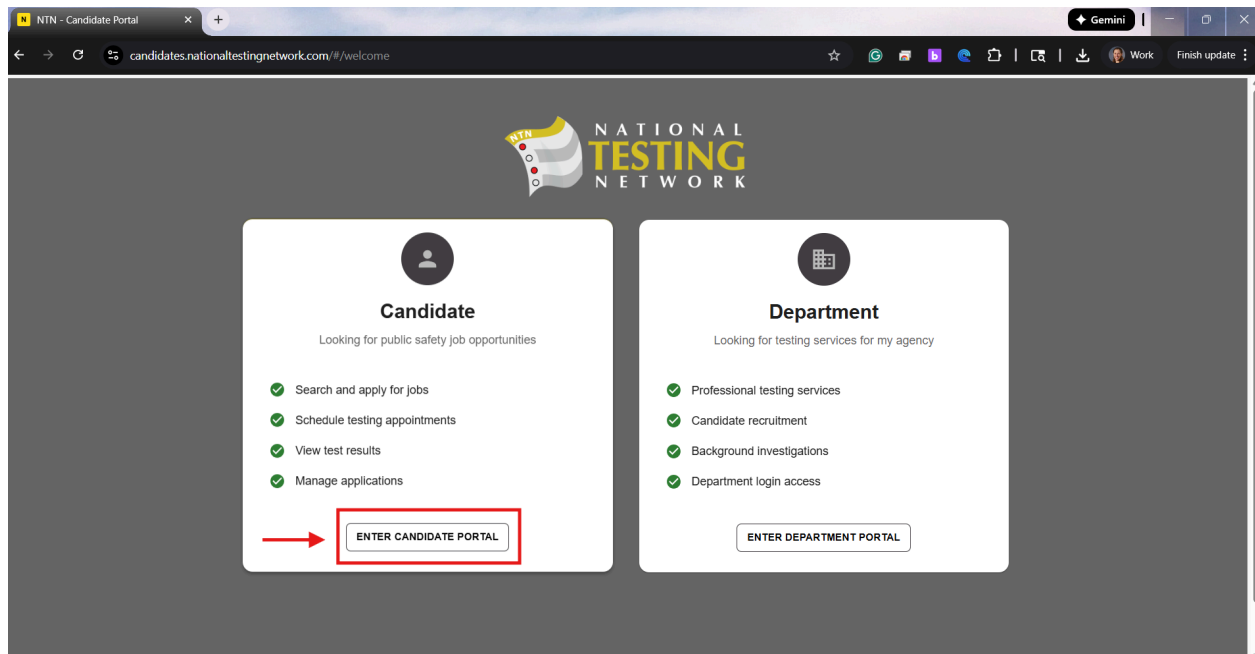 N
NTN - Candidate Portal
Gemini
candidates.nationaltestingnetwork.com/#/welcome
G
b
Work
Finish update
NTN
NATIONAL
TESTING
NETWORK
Candidate
Looking for public safety job opportunities
Search and apply for jobs
Schedule testing appointments
View test results
Manage applications
ENTER CANDIDATE PORTAL
Department
Looking for testing services for my agency
Professional testing services
Candidate recruitment
Background investigations
Department login access
ENTER DEPARTMENT PORTAL